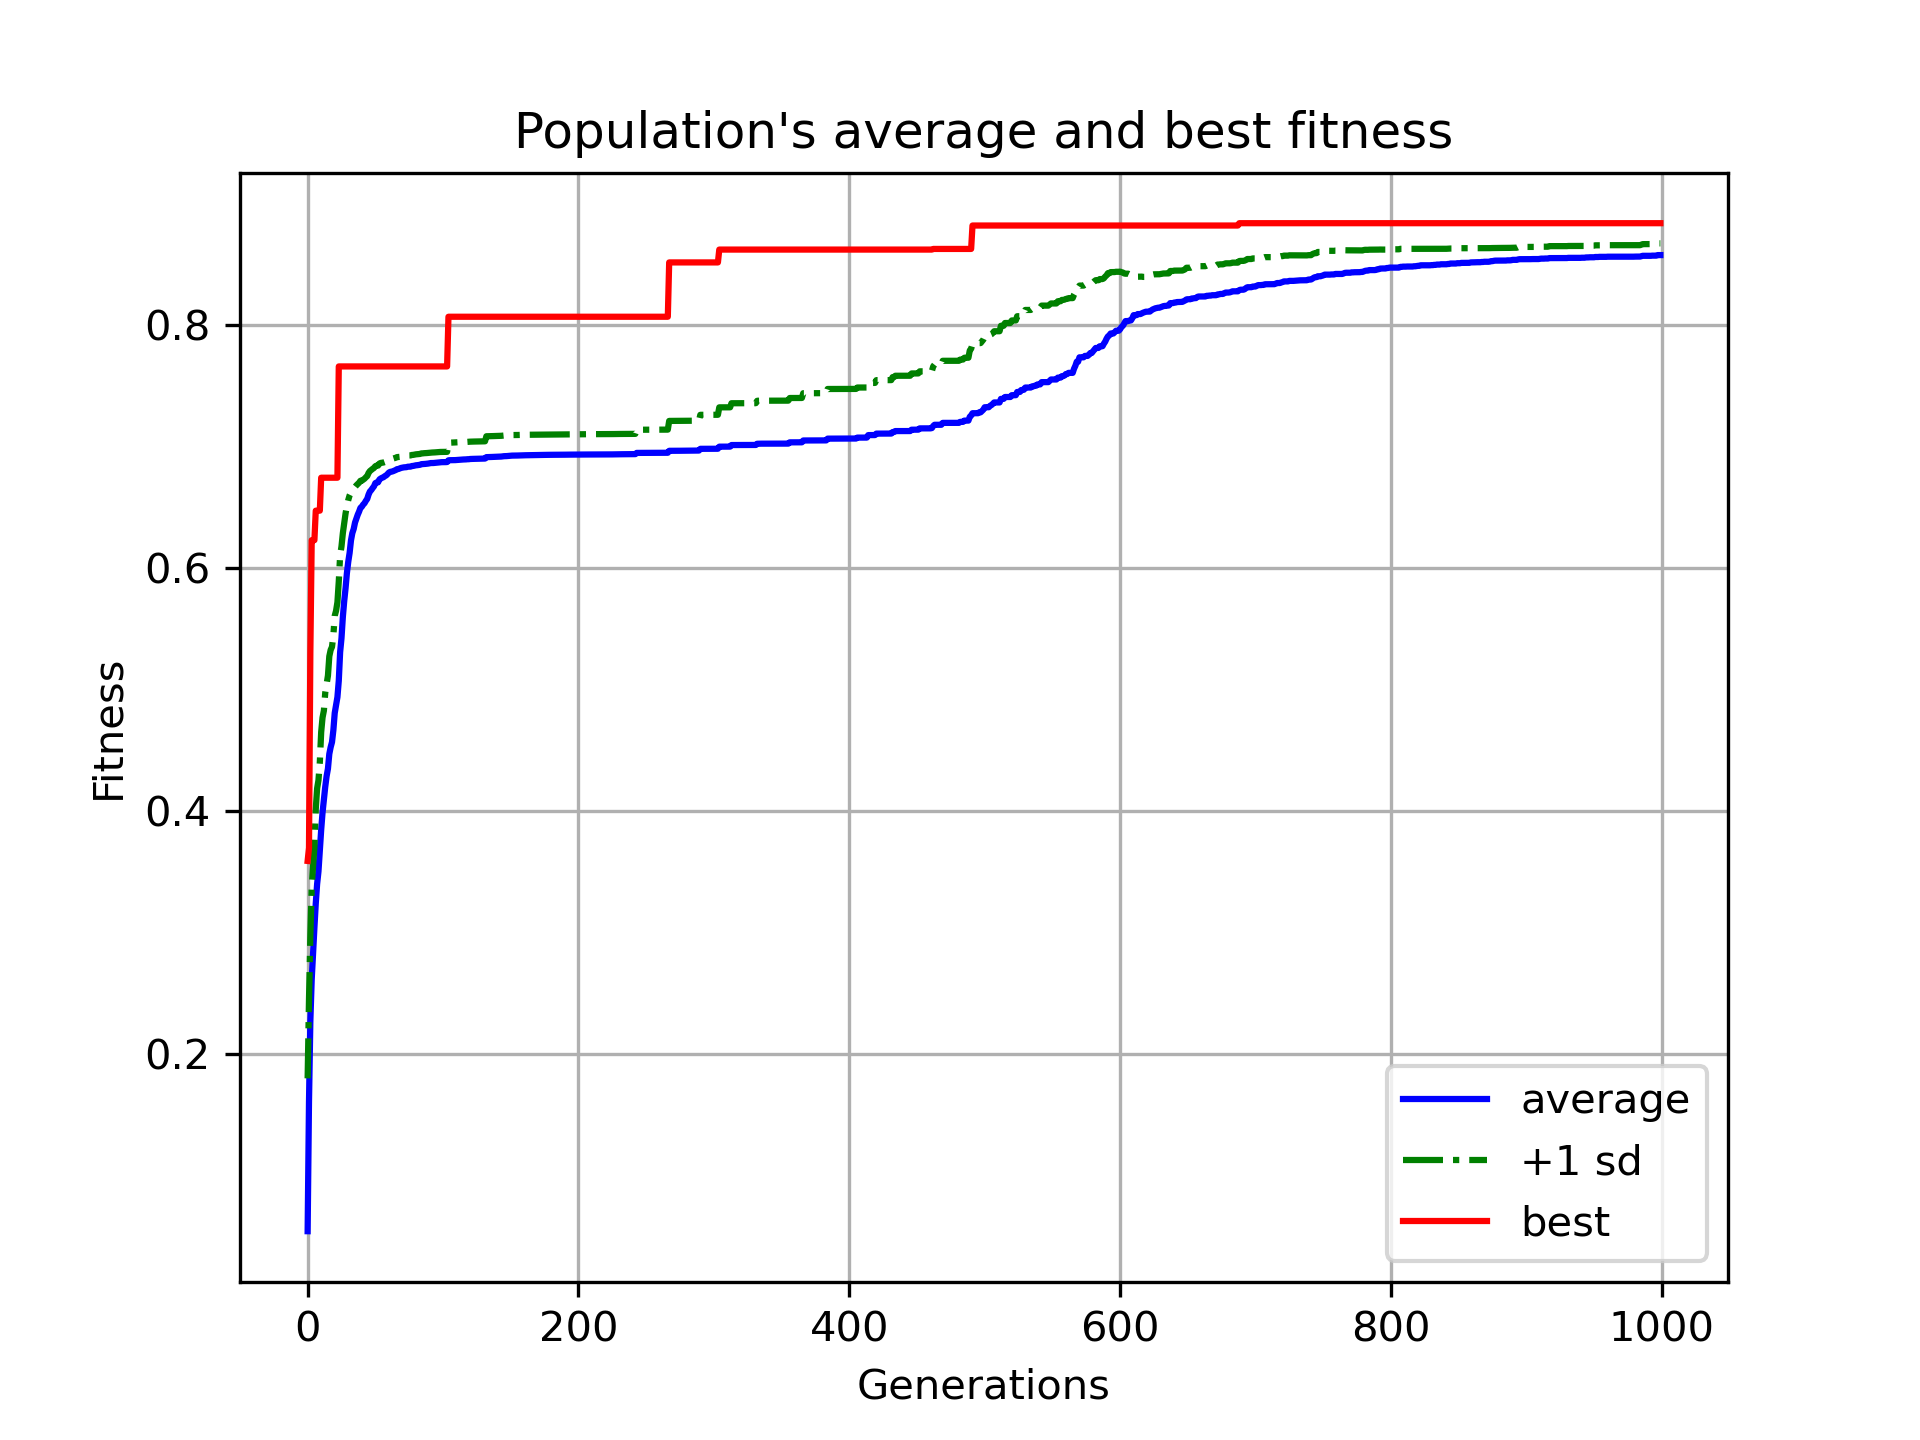 Population's average and best fitness
Fitness
0.8
0.6
0.4
0.2
0 200 400 600 800 1000
Generations
average
+1 sd
best